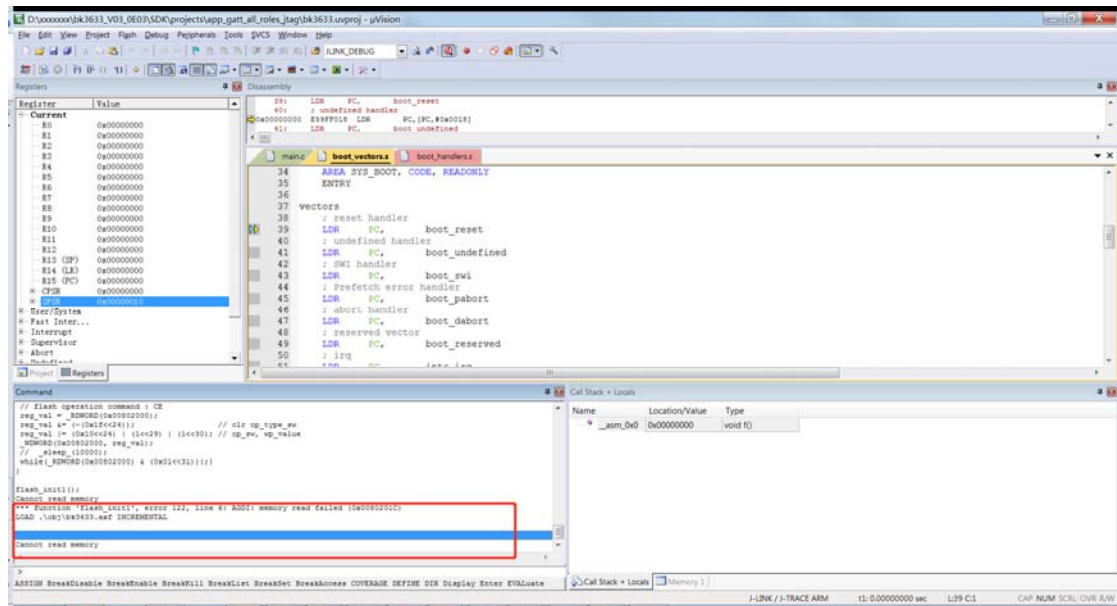 D:\xxxxxxx\bk3633_V03_0E03\SDK\projects\app_gatt_all_roles_jtag\bk3633.uvproj - µVision
File Edit View Project Flash Debug Peripherals Tools SVCS Window Help
JLINK_DEBUG
Registers
Register Value
Current
R0 0x00000000
R1 0x00000000
R2 0x00000000
R3 0x00000000
R4 0x00000000
R5 0x00000000
R6 0x00000000
R7 0x00000000
R8 0x00000000
R9 0x00000000
R10 0x00000000
R11 0x00000000
R12 0x00000000
R13 (SP) 0x00000000
R14 (LR) 0x00000000
R15 (PC) 0x00000000
CPSR 0x00000000
SPSR 0x00000010
User/System
Fast Inter...
Interrupt
Supervisor
Abort
Project Registers
Disassembly
39: LDR PC, boot_reset
40: ; undefined handler
0x00000000 E59FF018 LDR PC,[PC,#0x0018]
41: LDR PC, boot_undefined
main.c boot_vectors.s boot_handlers.s
34 AREA SYS_BOOT, CODE, READONLY
35 ENTRY
36
37 vectors
38 ; reset handler
39 LDR PC, boot_reset
40 ; undefined handler
41 LDR PC, boot_undefined
42 ; SWI handler
43 LDR PC, boot_swi
44 ; Prefetch error handler
45 LDR PC, boot_pabort
46 ; abort handler
47 LDR PC, boot_dabort
48 ; reserved vector
49 LDR PC, boot_reserved
50 ; irq
Command
// flash operation command : CE
reg_val = _RDWORD(0x00802000);
reg_val &= (~(0x1f<<24)); // clr op_type_sw
reg_val |= (0x10<<24) | (1<<29) | (1<<30); // op_sw, wp_value
_WDWORD(0x00802000, reg_val);
// _sleep_(10000);
while(_RDWORD(0x00802000) & (0x01<<31)){;}
}
flash_init1();
Cannot read memory
*** function 'flash_init1', error 122, line 6: AGDI: memory read failed (0x0080201C)
LOAD .\obj\bk3633.axf INCREMENTAL
Cannot read memory
>
ASSIGN BreakDisable BreakEnable BreakKill BreakList BreakSet BreakAccess COVERAGE DEFINE DIR Display Enter EVALuate
Call Stack + Locals
Name Location/Value Type
__asm_0x0 0x00000000 void f()
Call Stack + Locals Memory 1
J-LINK / J-TRACE ARM t1: 0.00000000 sec L:39 C:1 CAP NUM SCRL OVR R/W